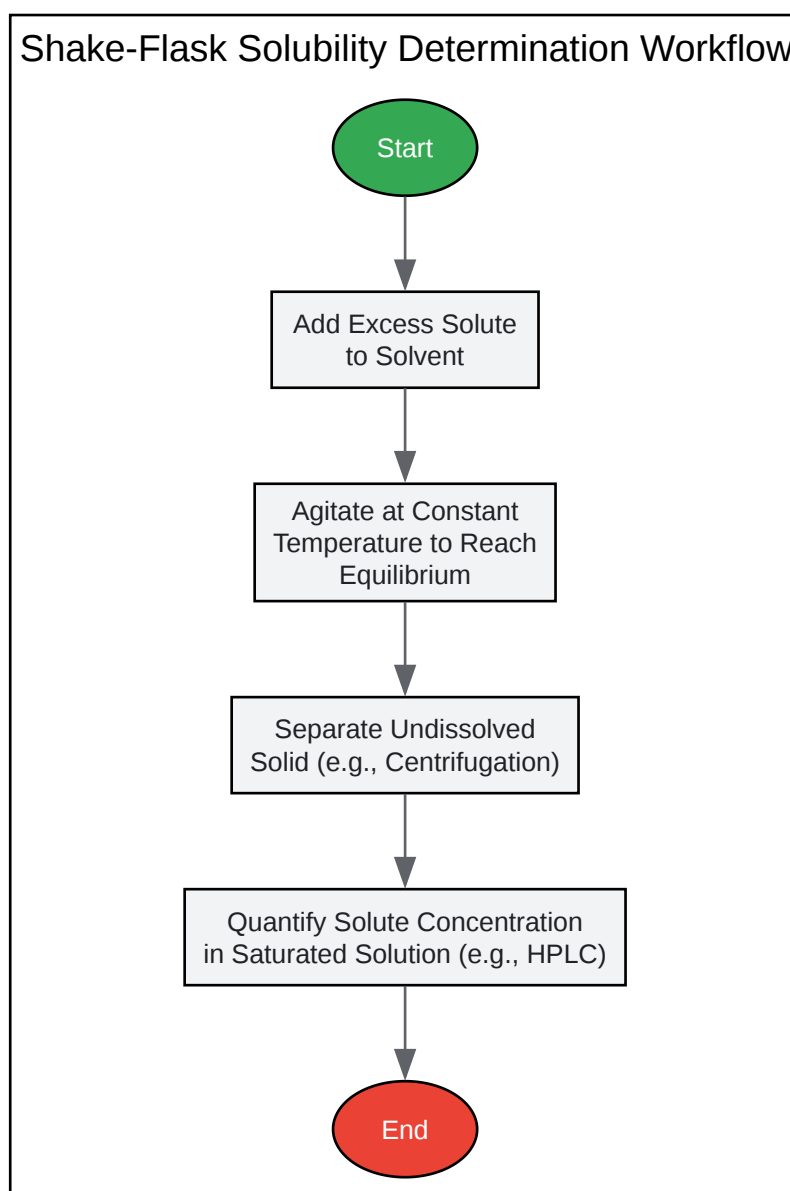 Shake-Flask Solubility Determination Workflow
Start
Add Excess Solute
to Solvent
Agitate at Constant
Temperature to Reach
Equilibrium
Separate Undissolved
Solid (e.g., Centrifugation)
Quantify Solute Concentration
in Saturated Solution (e.g., HPLC)
End